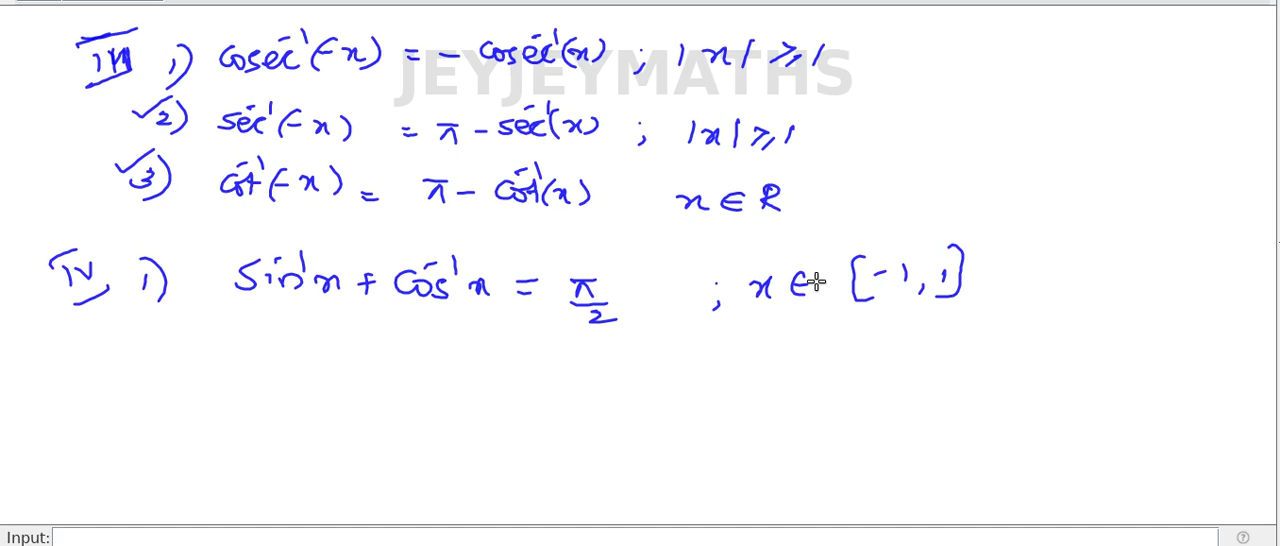 JEYJEYMATHS
III 1) cosec⁻¹(-x) = - cosec⁻¹(x) ; |x| ≥ 1
✓2) sec⁻¹(-x) = π - sec⁻¹(x) ; |x| ≥ 1
✓3) cot⁻¹(-x) = π - cot⁻¹(x) x ∈ R
IV 1) Sin⁻¹x + Cos⁻¹x = π/2 ; x ∈ [-1, 1]
Input: